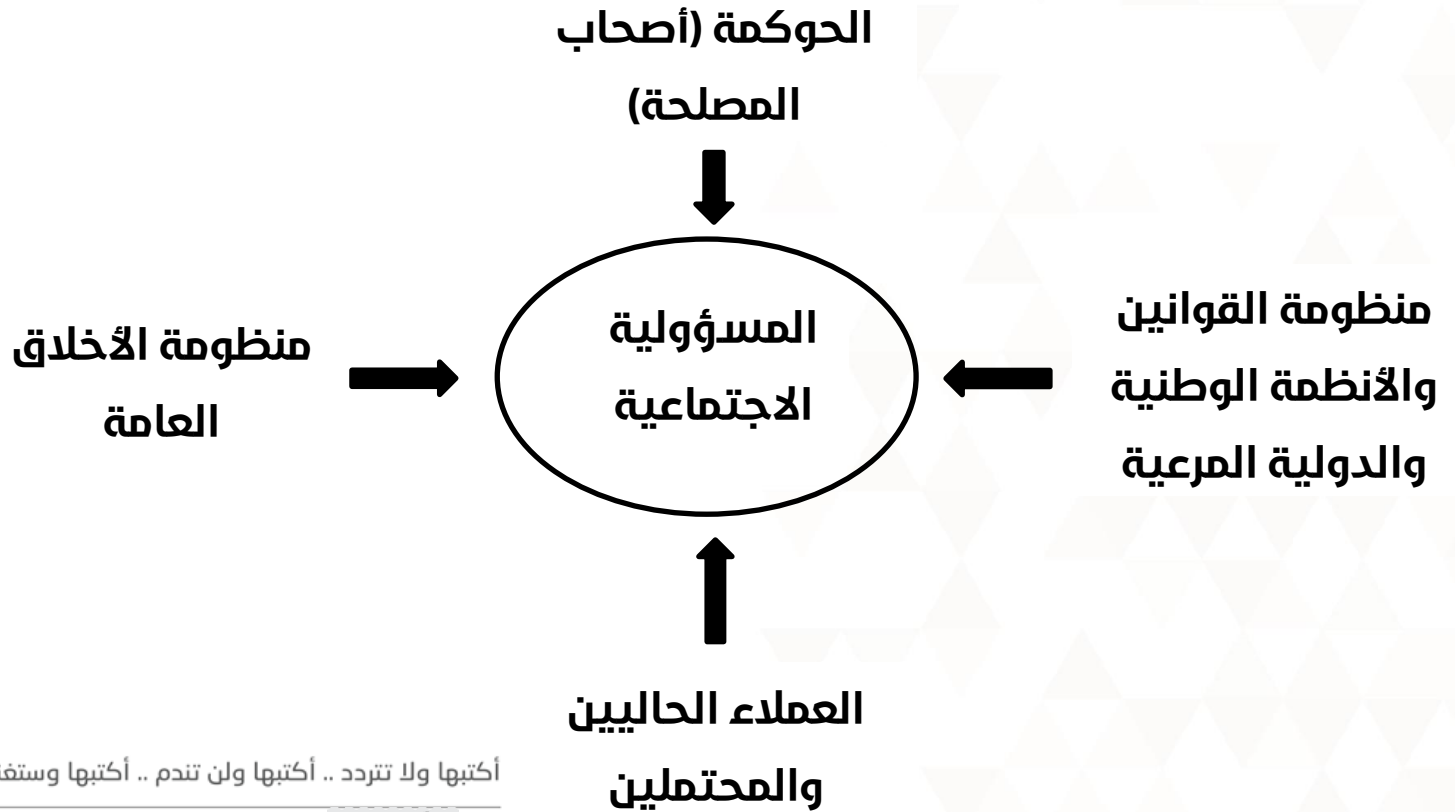 الحوكمة (أصحاب
المصلحة)
منظومة القوانين
والأنظمة الوطنية
والدولية المرعية
المسؤولية
الاجتماعية
منظومة الأخلاق
العامة
العملاء الحاليين
والمحتملين
أكتبها ولا تتردد .. أكتبها ولن تندم .. أكتبها